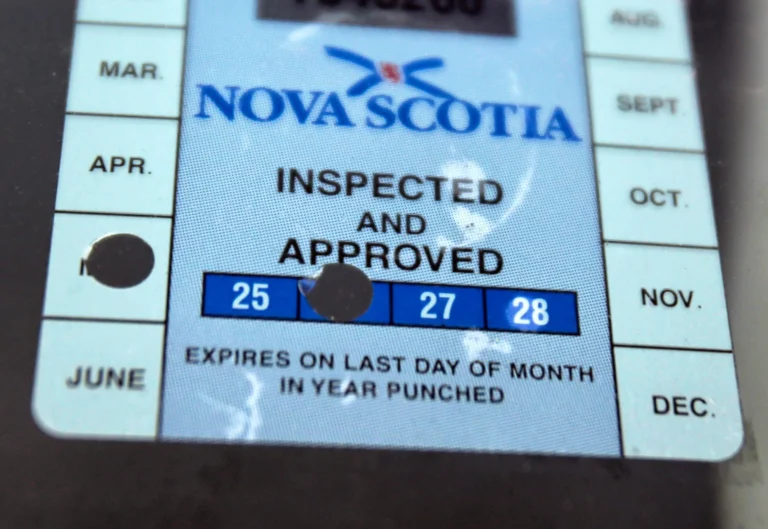 AUG.
MAR.
SEPT.
NOVA SCOTIA
APR.
INSPECTED
OCT.
AND
APPROVED
25 27 28
NOV.
JUNE
EXPIRES ON LAST DAY OF MONTH
IN YEAR PUNCHED
DEC.